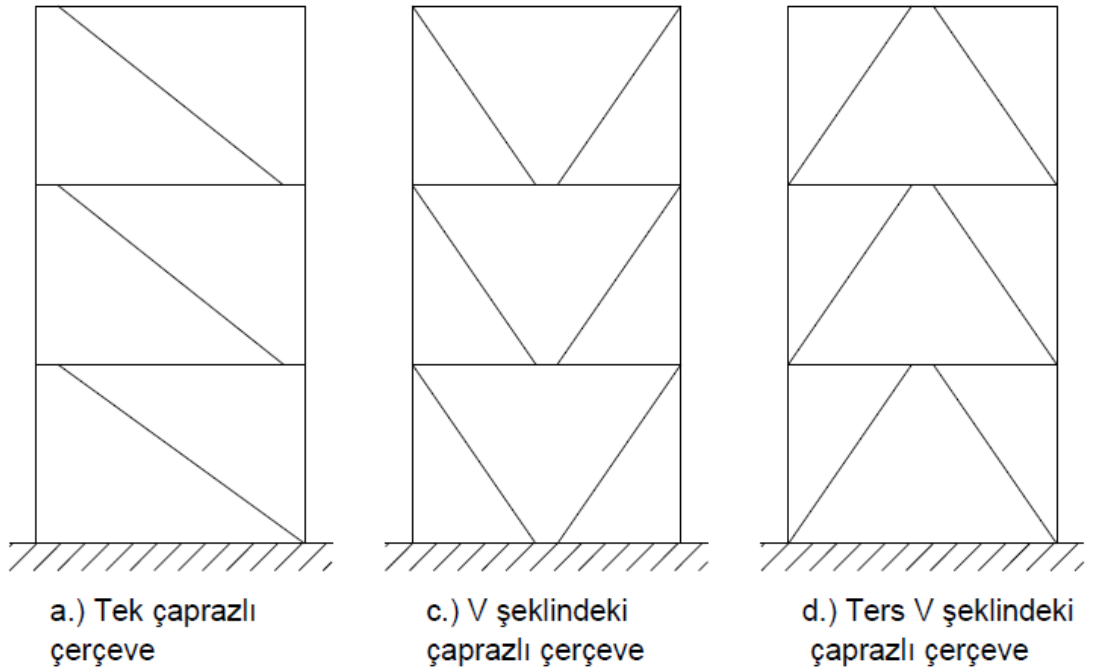 a.) Tek çaprazlı
çerçeve
c.) V şeklindeki
çaprazlı çerçeve
d.) Ters V şeklindeki
çaprazlı çerçeve